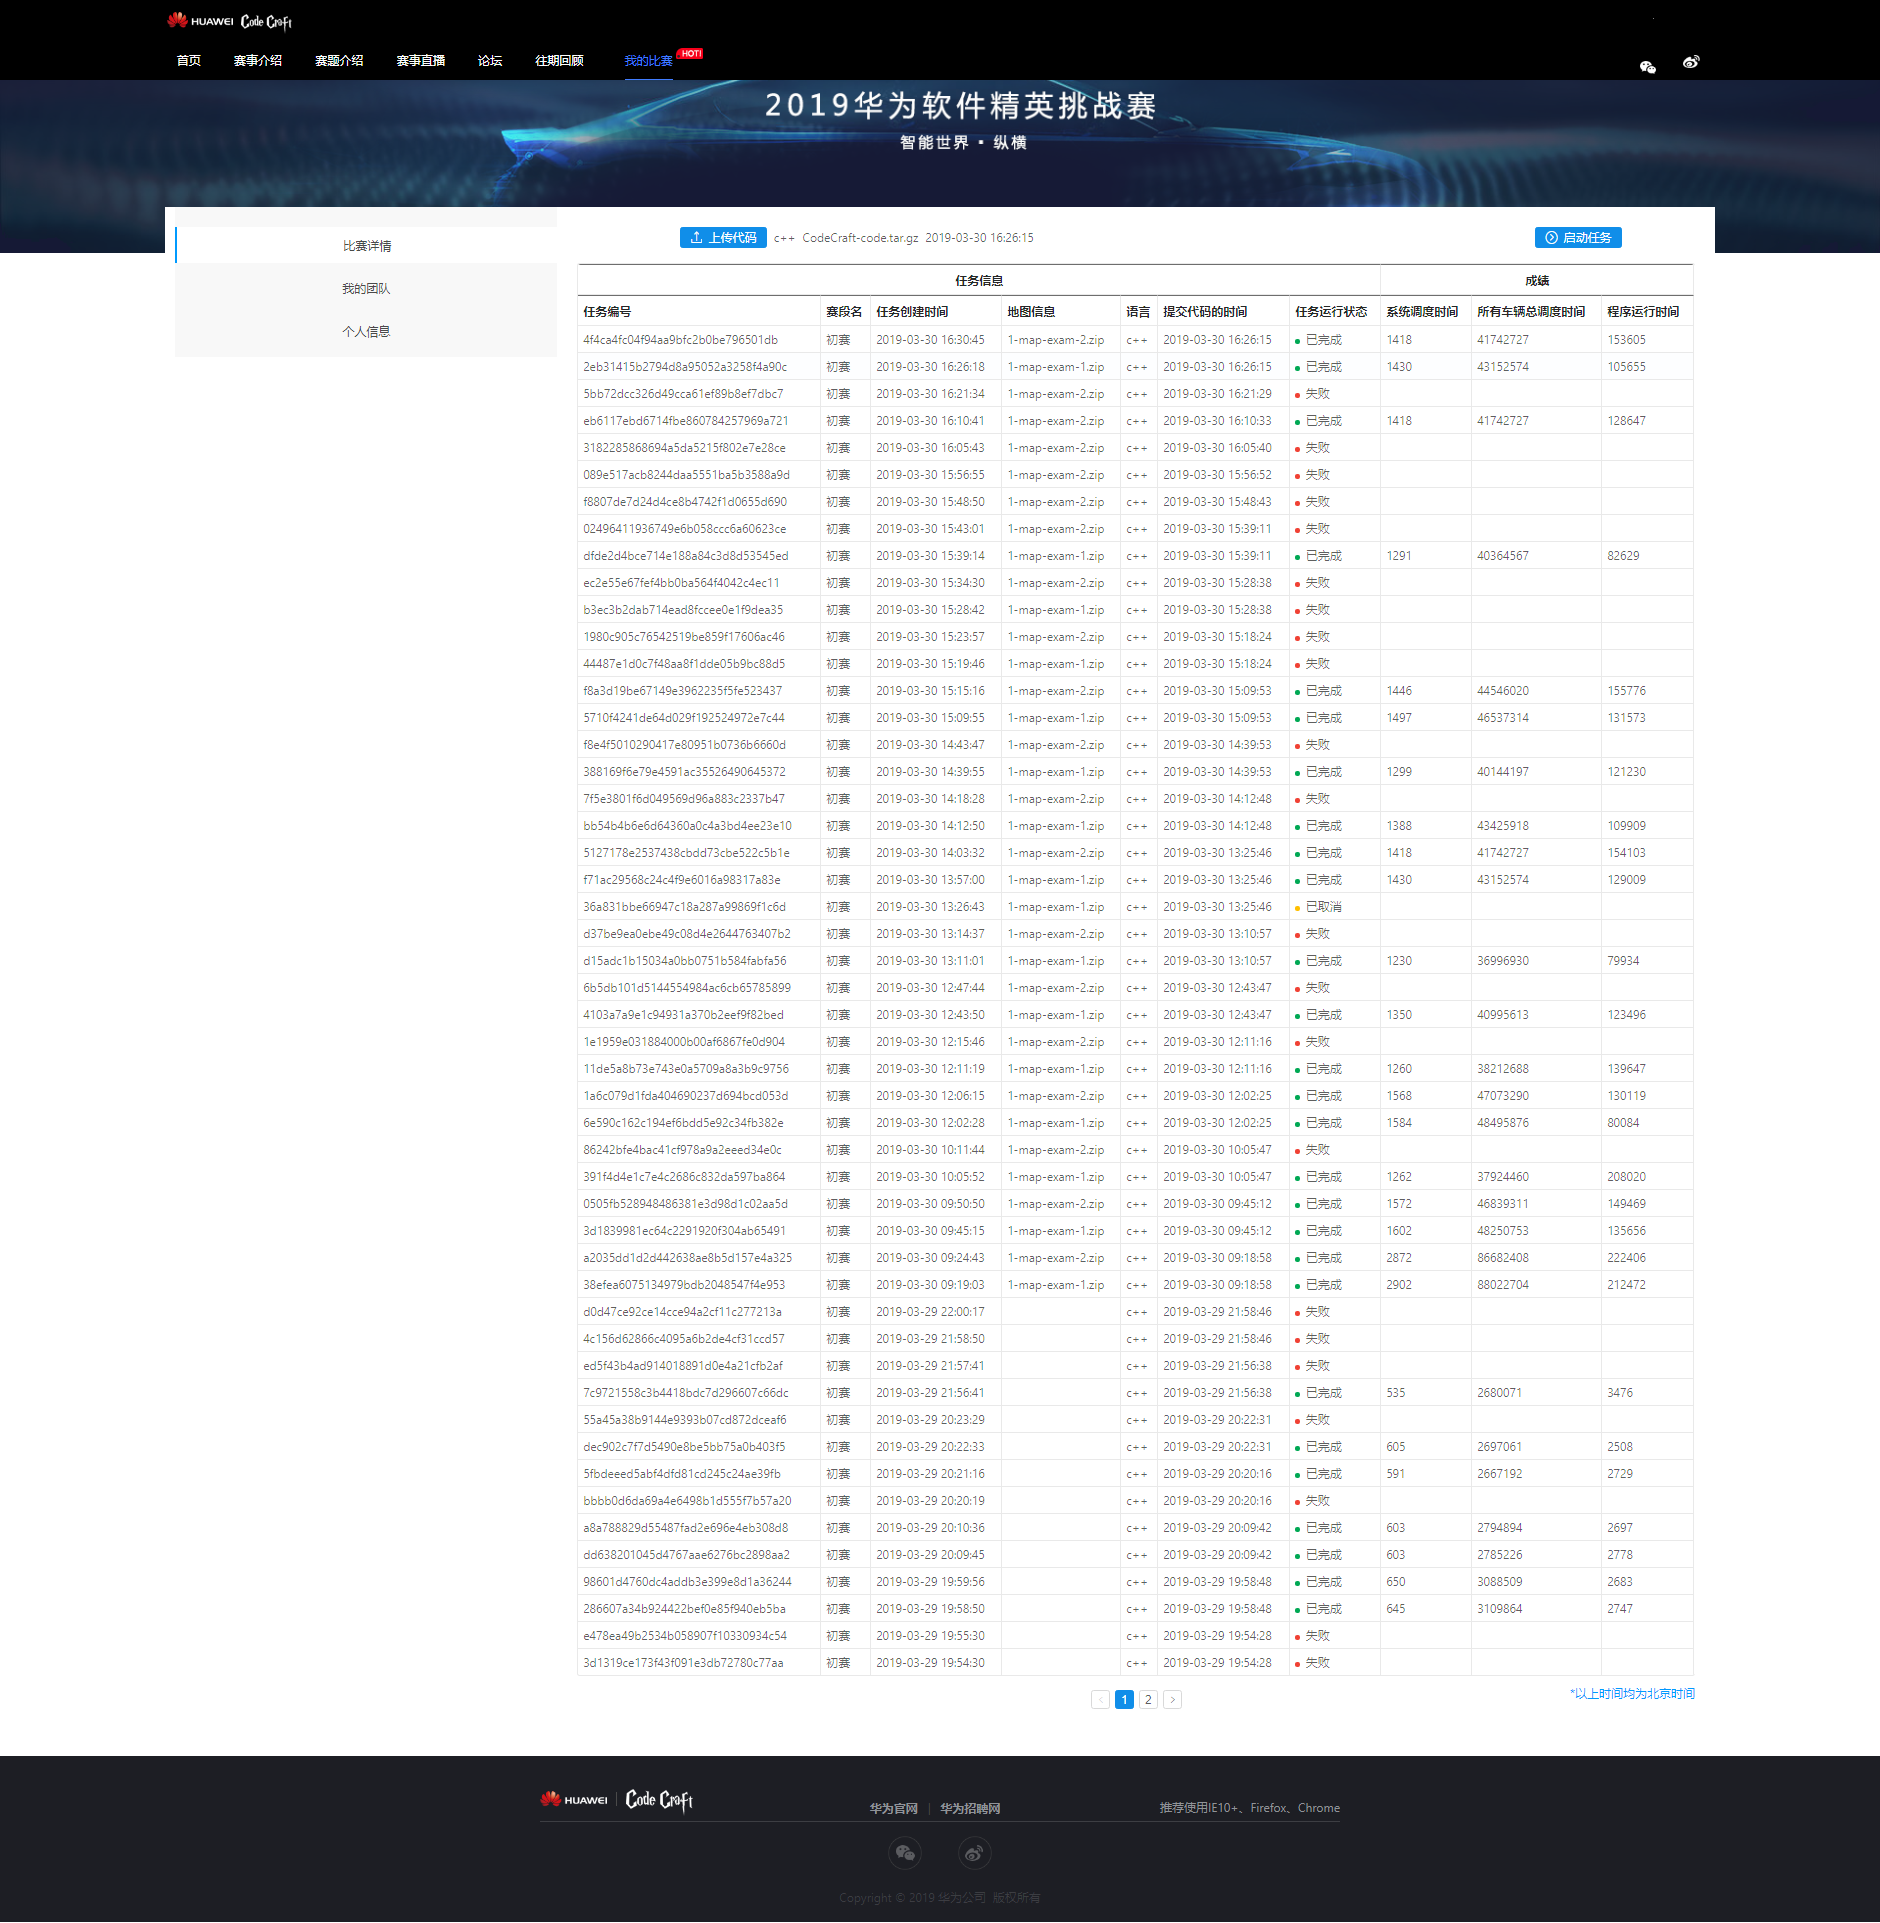 HUAWEI Code Craft
首页 赛事介绍 赛题介绍 赛事直播 论坛 往期回顾 我的比赛 HOT!
2019华为软件精英挑战赛
智能世界 · 纵横
比赛详情
我的团队
个人信息
上传代码 c++ CodeCraft-code.tar.gz 2019-03-30 16:26:15 启动任务
任务信息 成绩
任务编号 赛段名 任务创建时间 地图信息 语言 提交代码的时间 任务运行状态 系统调度时间 所有车辆总调度时间 程序运行时间
4f4ca4fc04f94aa9bfc2b0be796501db 初赛 2019-03-30 16:30:45 1-map-exam-2.zip c++ 2019-03-30 16:26:15 已完成 1418 41742727 153605
2eb31415b2794d8a95052a3258f4a90c 初赛 2019-03-30 16:26:18 1-map-exam-1.zip c++ 2019-03-30 16:26:15 已完成 1430 43152574 105655
5bb72dcc326d49cca61ef89b8ef7dbc7 初赛 2019-03-30 16:21:34 1-map-exam-2.zip c++ 2019-03-30 16:21:29 失败
eb6117ebd6714fbe860784257969a721 初赛 2019-03-30 16:10:41 1-map-exam-2.zip c++ 2019-03-30 16:10:33 已完成 1418 41742727 128647
3182285868694a5da5215f802e7e28ce 初赛 2019-03-30 16:05:43 1-map-exam-2.zip c++ 2019-03-30 16:05:40 失败
089e517acb8244daa5551ba5b3588a9d 初赛 2019-03-30 15:56:55 1-map-exam-2.zip c++ 2019-03-30 15:56:52 失败
f8807de7d24d4ce8b4742f1d0655d690 初赛 2019-03-30 15:48:50 1-map-exam-2.zip c++ 2019-03-30 15:48:43 失败
02496411936749e6b058ccc6a60623ce 初赛 2019-03-30 15:43:01 1-map-exam-2.zip c++ 2019-03-30 15:39:11 失败
dfde2d4bce714e188a84c3d8d53545ed 初赛 2019-03-30 15:39:14 1-map-exam-1.zip c++ 2019-03-30 15:39:11 已完成 1291 40364567 82629
ec2e55e67fef4bb0ba564f4042c4ec11 初赛 2019-03-30 15:34:30 1-map-exam-2.zip c++ 2019-03-30 15:28:38 失败
b3ec3b2dab714ead8fccee0e1f9dea35 初赛 2019-03-30 15:28:42 1-map-exam-1.zip c++ 2019-03-30 15:28:38 失败
1980c905c76542519be859f17606ac46 初赛 2019-03-30 15:23:57 1-map-exam-2.zip c++ 2019-03-30 15:18:24 失败
44487e1d0c7f48aa8f1dde05b9bc88d5 初赛 2019-03-30 15:19:46 1-map-exam-1.zip c++ 2019-03-30 15:18:24 失败
f8a3d19be67149e3962235f5fe523437 初赛 2019-03-30 15:15:16 1-map-exam-2.zip c++ 2019-03-30 15:09:53 已完成 1446 44546020 155776
5710f4241de64d029f192524972e7c44 初赛 2019-03-30 15:09:55 1-map-exam-1.zip c++ 2019-03-30 15:09:53 已完成 1497 46537314 131573
f8e4f5010290417e80951b0736b6660d 初赛 2019-03-30 14:43:47 1-map-exam-2.zip c++ 2019-03-30 14:39:53 失败
388169f6e79e4591ac35526490645372 初赛 2019-03-30 14:39:55 1-map-exam-1.zip c++ 2019-03-30 14:39:53 已完成 1299 40144197 121230
7f5e3801f6d049569d96a883c2337b47 初赛 2019-03-30 14:18:28 1-map-exam-2.zip c++ 2019-03-30 14:12:48 失败
bb54b4b6e6d64360a0c4a3bd4ee23e10 初赛 2019-03-30 14:12:50 1-map-exam-1.zip c++ 2019-03-30 14:12:48 已完成 1388 43425918 109909
5127178e2537438cbdd73cbe522c5b1e 初赛 2019-03-30 14:03:32 1-map-exam-2.zip c++ 2019-03-30 13:25:46 已完成 1418 41742727 154103
f71ac29568c24c4f9e6016a98317a83e 初赛 2019-03-30 13:57:00 1-map-exam-1.zip c++ 2019-03-30 13:25:46 已完成 1430 43152574 129009
36a831bbe66947c18a287a99869f1c6d 初赛 2019-03-30 13:26:43 1-map-exam-1.zip c++ 2019-03-30 13:25:46 已取消
d37be9ea0ebe49c08d4e2644763407b2 初赛 2019-03-30 13:14:37 1-map-exam-2.zip c++ 2019-03-30 13:10:57 失败
d15adc1b15034a0bb0751b584fabfa56 初赛 2019-03-30 13:11:01 1-map-exam-1.zip c++ 2019-03-30 13:10:57 已完成 1230 36996930 79934
6b5db101d5144554984ac6cb65785899 初赛 2019-03-30 12:47:44 1-map-exam-2.zip c++ 2019-03-30 12:43:47 失败
4103a7a9e1c94931a370b2eef9f82bed 初赛 2019-03-30 12:43:50 1-map-exam-1.zip c++ 2019-03-30 12:43:47 已完成 1350 40995613 123496
1e1959e031884000b00af6867fe0d904 初赛 2019-03-30 12:15:46 1-map-exam-2.zip c++ 2019-03-30 12:11:16 失败
11de5a8b73e743e0a5709a8a3b9c9756 初赛 2019-03-30 12:11:19 1-map-exam-1.zip c++ 2019-03-30 12:11:16 已完成 1260 38212688 139647
1a6c079d1fda404690237d694bcd053d 初赛 2019-03-30 12:06:15 1-map-exam-2.zip c++ 2019-03-30 12:02:25 已完成 1568 47073290 130119
6e590c162c194ef6bdd5e92c34fb382e 初赛 2019-03-30 12:02:28 1-map-exam-1.zip c++ 2019-03-30 12:02:25 已完成 1584 48495876 80084
86242bfe4bac41cf978a9a2eeed34e0c 初赛 2019-03-30 10:11:44 1-map-exam-2.zip c++ 2019-03-30 10:05:47 失败
391f4d4e1c7e4c2686c832da597ba864 初赛 2019-03-30 10:05:52 1-map-exam-1.zip c++ 2019-03-30 10:05:47 已完成 1262 37924460 208020
0505fb528948486381e3d98d1c02aa5d 初赛 2019-03-30 09:50:50 1-map-exam-2.zip c++ 2019-03-30 09:45:12 已完成 1572 46839311 149469
3d1839981ec64c2291920f304ab65491 初赛 2019-03-30 09:45:15 1-map-exam-1.zip c++ 2019-03-30 09:45:12 已完成 1602 48250753 135656
a2035dd1d2d442638ae8b5d157e4a325 初赛 2019-03-30 09:24:43 1-map-exam-2.zip c++ 2019-03-30 09:18:58 已完成 2872 86682408 222406
38efea6075134979bdb2048547f4e953 初赛 2019-03-30 09:19:03 1-map-exam-1.zip c++ 2019-03-30 09:18:58 已完成 2902 88022704 212472
d0d47ce92ce14cce94a2cf11c277213a 初赛 2019-03-29 22:00:17 c++ 2019-03-29 21:58:46 失败
4c156d62866c4095a6b2de4cf31ccd57 初赛 2019-03-29 21:58:50 c++ 2019-03-29 21:58:46 失败
ed5f43b4ad914018891d0e4a21cfb2af 初赛 2019-03-29 21:57:41 c++ 2019-03-29 21:56:38 失败
7c9721558c3b4418bdc7d296607c66dc 初赛 2019-03-29 21:56:41 c++ 2019-03-29 21:56:38 已完成 535 2680071 3476
55a45a38b9144e9393b07cd872dceaf6 初赛 2019-03-29 20:23:29 c++ 2019-03-29 20:22:31 失败
dec902c7f7d5490e8be5bb75a0b403f5 初赛 2019-03-29 20:22:33 c++ 2019-03-29 20:22:31 已完成 605 2697061 2508
5fbdeeed5abf4dfd81cd245c24ae39fb 初赛 2019-03-29 20:21:16 c++ 2019-03-29 20:20:16 已完成 591 2667192 2729
bbbb0d6da69a4e6498b1d555f7b57a20 初赛 2019-03-29 20:20:19 c++ 2019-03-29 20:20:16 失败
a8a788829d55487fad2e696e4eb308d8 初赛 2019-03-29 20:10:36 c++ 2019-03-29 20:09:42 已完成 603 2794894 2697
dd638201045d4767aae6276bc2898aa2 初赛 2019-03-29 20:09:45 c++ 2019-03-29 20:09:42 已完成 603 2785226 2778
98601d4760dc4addb3e399e8d1a36244 初赛 2019-03-29 19:59:56 c++ 2019-03-29 19:58:48 已完成 650 3088509 2683
286607a34b924422bef0e85f940eb5ba 初赛 2019-03-29 19:58:50 c++ 2019-03-29 19:58:48 已完成 645 3109864 2747
e478ea49b2534b058907f10330934c54 初赛 2019-03-29 19:55:30 c++ 2019-03-29 19:54:28 失败
3d1319ce173f43f091e3db72780c77aa 初赛 2019-03-29 19:54:30 c++ 2019-03-29 19:54:28 失败
< 1 2 >
*以上时间均为北京时间
HUAWEI | Code Craft
华为官网 | 华为招聘网
推荐使用IE10+、Firefox、Chrome
Copyright © 2019 华为公司 版权所有